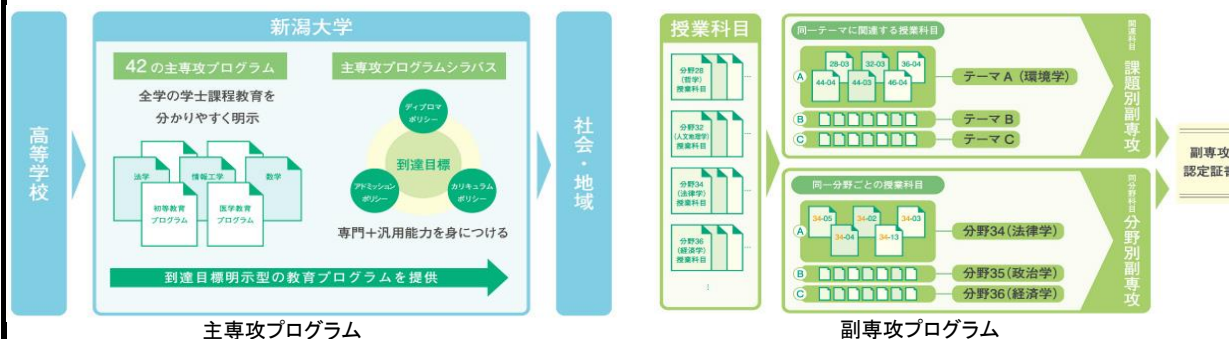 高等学校
新潟大学
42の主専攻プログラム
全学の学士課程教育を
分かりやすく明示
法学
情報工学
数学
初等教育
プログラム
医学教育
プログラム
主専攻プログラムシラバス
ディプロマ
ポリシー
到達目標
アドミッション
ポリシー
カリキュラム
ポリシー
専門＋汎用能力を身につける
到達目標明示型の教育プログラムを提供
社会・地域
主専攻プログラム
授業科目
分野28
(哲学)
授業科目
分野32
(人文地理学)
授業科目
分野34
(法律学)
授業科目
分野36
(経済学)
授業科目
⋮
同一テーマに関連する授業科目
A
28-03
32-03
36-04
44-04
44-03
46-04
テーマA（環境学）
B
テーマB
C
テーマC
関連科目
課題別副専攻
同一分野ごとの授業科目
A
34-05
34-02
34-03
34-04
34-13
分野34(法律学)
B
分野35(政治学)
C
分野36(経済学)
同分野科目
分野別副専攻
副専攻
認定証書
副専攻プログラム